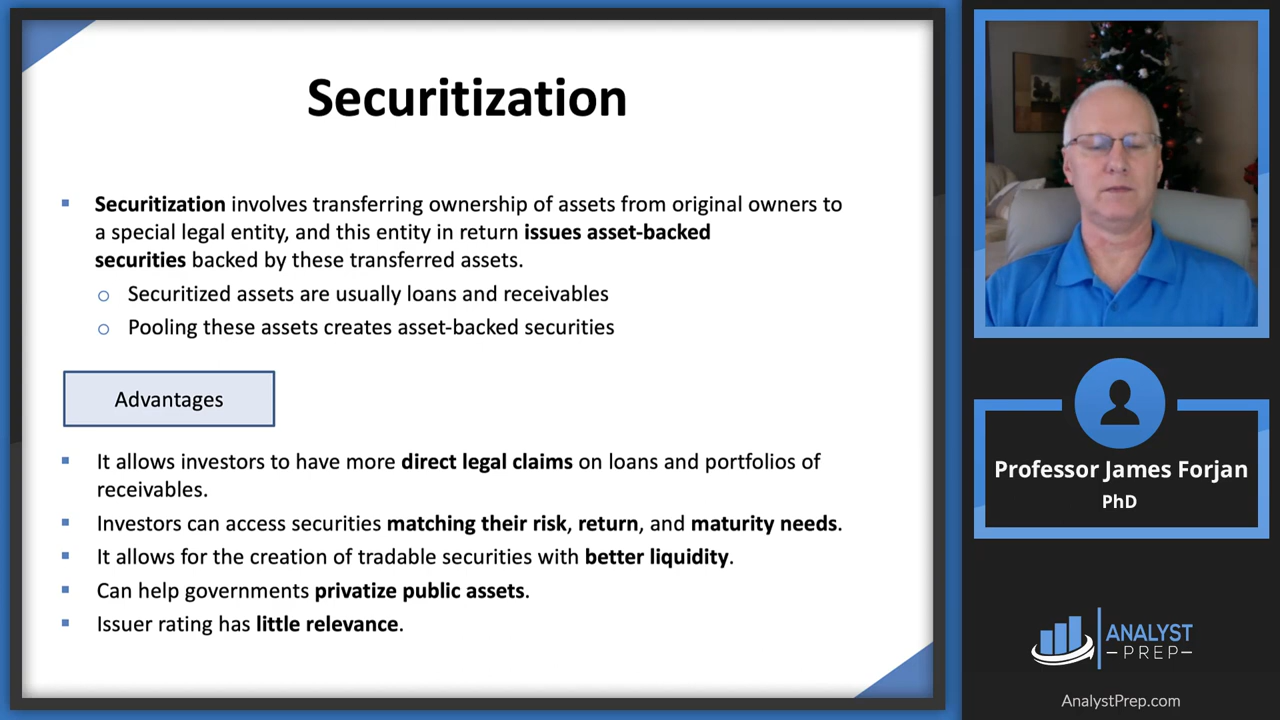 Securitization
Securitization involves transferring ownership of assets from original owners to
a special legal entity, and this entity in return issues asset-backed
securities backed by these transferred assets.
Securitized assets are usually loans and receivables
Pooling these assets creates asset-backed securities
Advantages
It allows investors to have more direct legal claims on loans and portfolios of
receivables.
Investors can access securities matching their risk, return, and maturity needs.
It allows for the creation of tradable securities with better liquidity.
Can help governments privatize public assets.
Issuer rating has little relevance.
Professor James Forjan
PhD
ANALYST
PREP
AnalystPrep.com